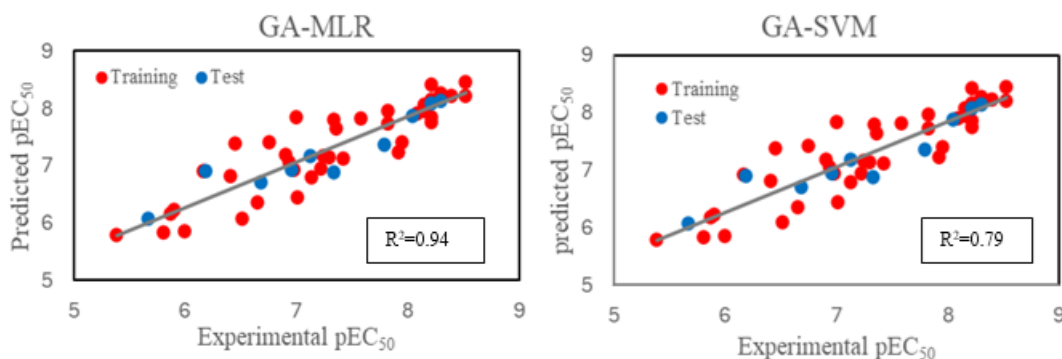 GA-MLR
9
Training Test
8
7
6
5
Predicted pEC50
R²=0.94
5 6 7 8 9
Experimental pEC50
GA-SVM
9
Training
Test
8
7
6
5
predicted pEC50
R²=0.79
5 6 7 8 9
Experimental pEC50